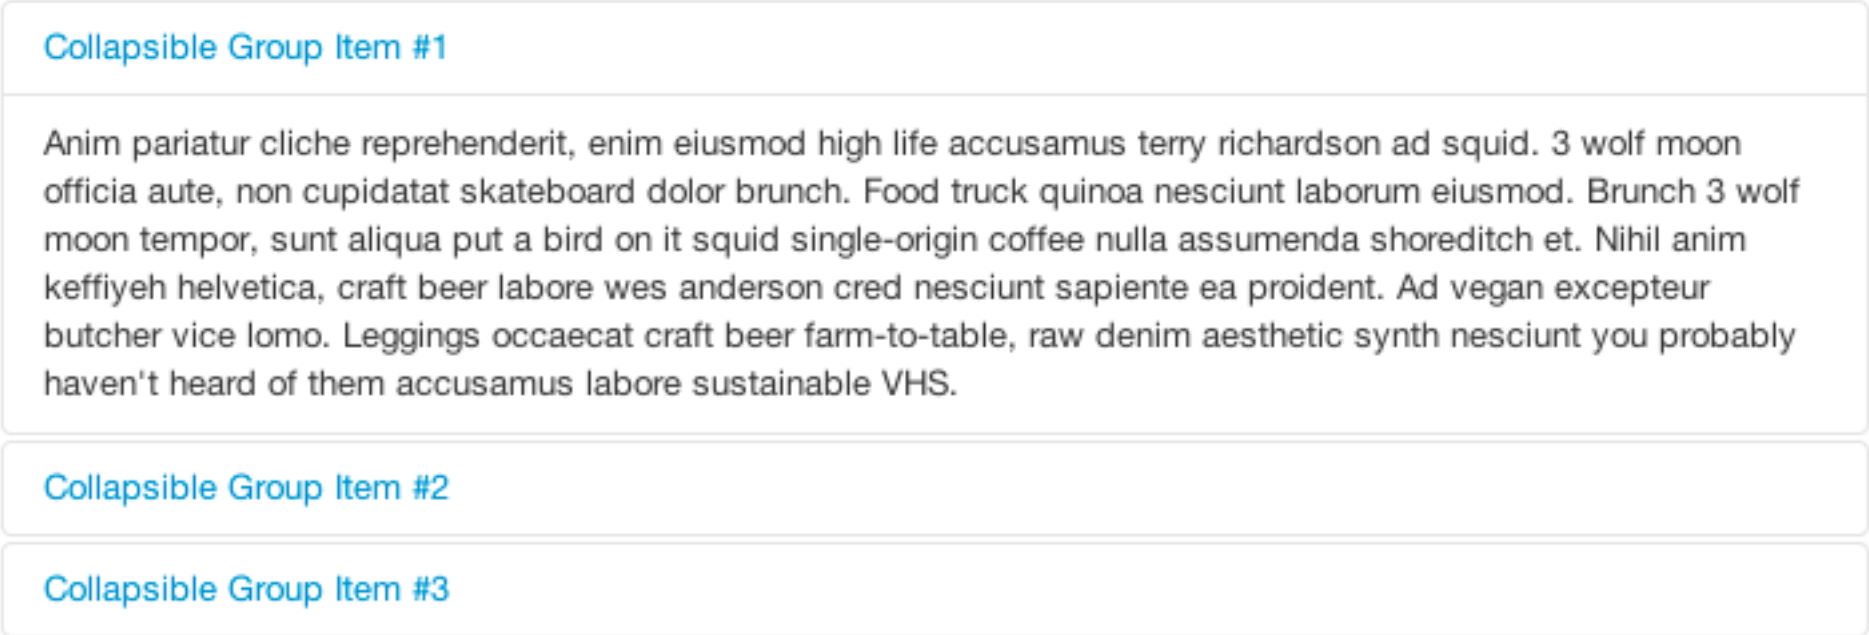 Collapsible Group Item #1
Anim pariatur cliche reprehenderit, enim eiusmod high life accusamus terry richardson ad squid. 3 wolf moon
officia aute, non cupidatat skateboard dolor brunch. Food truck quinoa nesciunt laborum eiusmod. Brunch 3 wolf
moon tempor, sunt aliqua put a bird on it squid single-origin coffee nulla assumenda shoreditch et. Nihil anim
keffiyeh helvetica, craft beer labore wes anderson cred nesciunt sapiente ea proident. Ad vegan excepteur
butcher vice lomo. Leggings occaecat craft beer farm-to-table, raw denim aesthetic synth nesciunt you probably
haven't heard of them accusamus labore sustainable VHS.
Collapsible Group Item #2
Collapsible Group Item #3